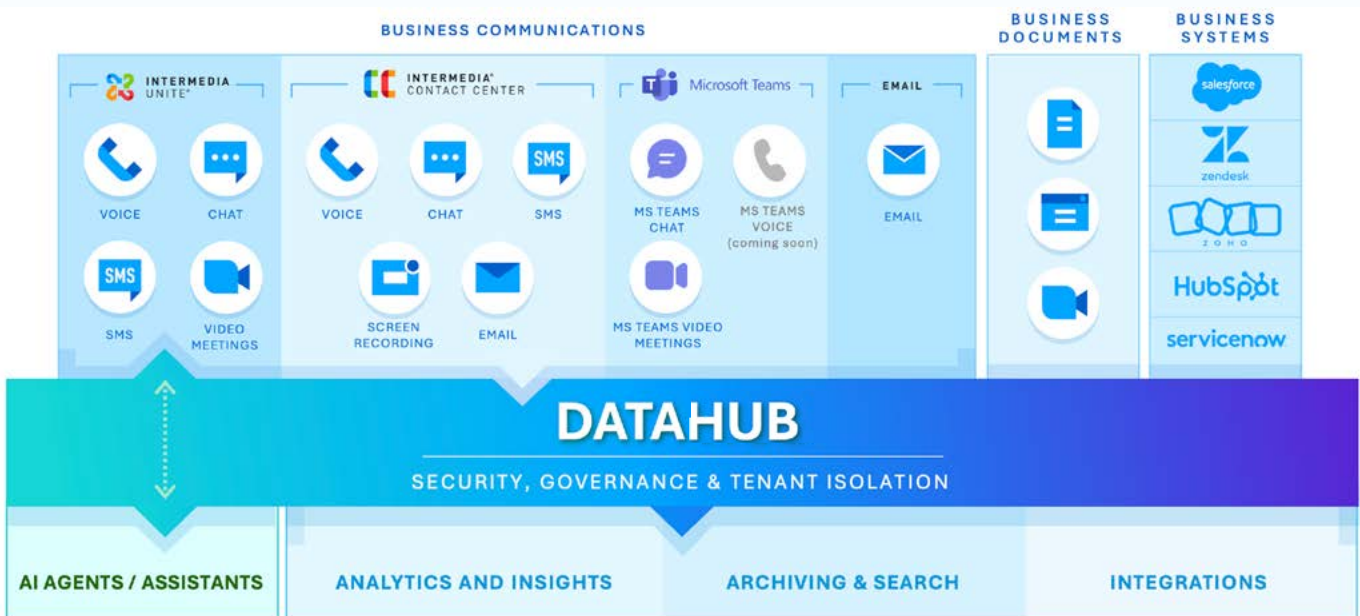 BUSINESS COMMUNICATIONS
BUSINESS
DOCUMENTS
BUSINESS
SYSTEMS
INTERMEDIA
UNITE®
INTERMEDIA®
CONTACT CENTER
Microsoft Teams
EMAIL
VOICE
CHAT
SMS
SMS
VIDEO
MEETINGS
VOICE
CHAT
SMS
SMS
SCREEN
RECORDING
EMAIL
T
MS TEAMS
CHAT
MS TEAMS
VOICE
(coming soon)
MS TEAMS VIDEO
MEETINGS
EMAIL
salesforce
zendesk
ZOHO
HubSpot
servicenow
DATAHUB
SECURITY, GOVERNANCE & TENANT ISOLATION
AI AGENTS / ASSISTANTS
ANALYTICS AND INSIGHTS
ARCHIVING & SEARCH
INTEGRATIONS